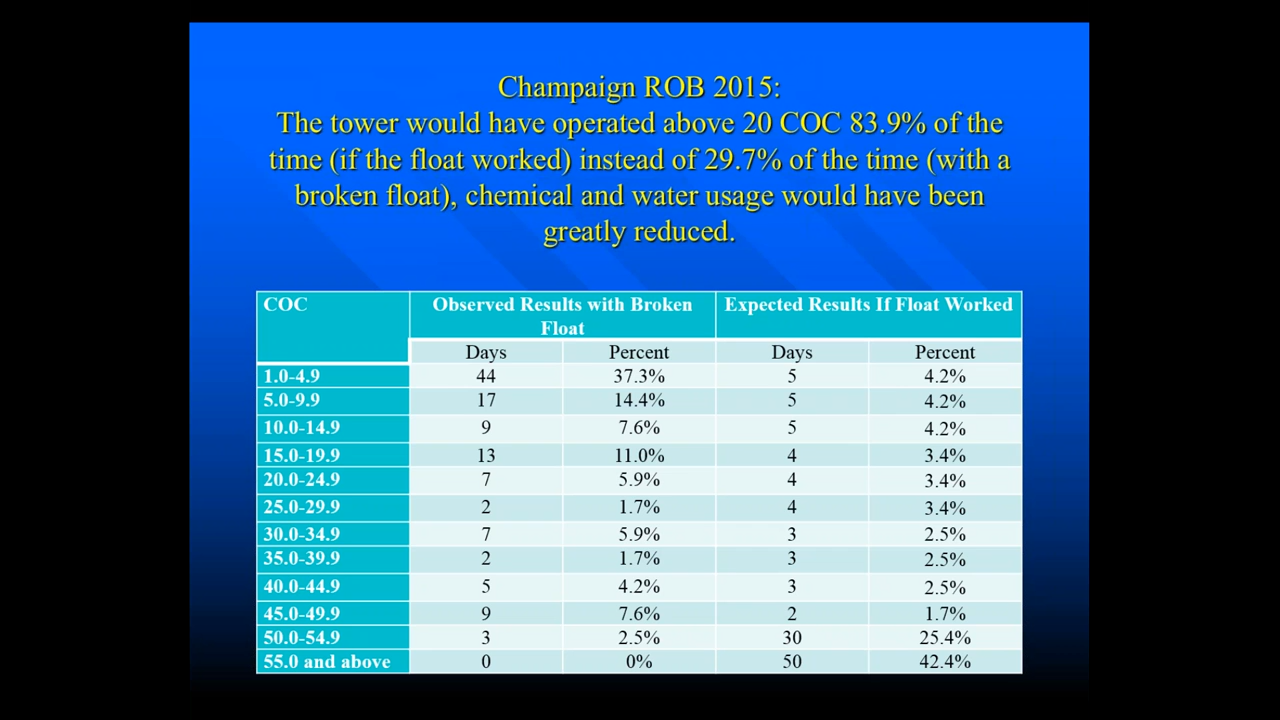 Champaign ROB 2015:
The tower would have operated above 20 COC 83.9% of the
time (if the float worked) instead of 29.7% of the time (with a
broken float), chemical and water usage would have been
greatly reduced.
COC Observed Results with Broken Float Expected Results If Float Worked
Days Percent Days Percent
1.0-4.9 44 37.3% 5 4.2%
5.0-9.9 17 14.4% 5 4.2%
10.0-14.9 9 7.6% 5 4.2%
15.0-19.9 13 11.0% 4 3.4%
20.0-24.9 7 5.9% 4 3.4%
25.0-29.9 2 1.7% 4 3.4%
30.0-34.9 7 5.9% 3 2.5%
35.0-39.9 2 1.7% 3 2.5%
40.0-44.9 5 4.2% 3 2.5%
45.0-49.9 9 7.6% 2 1.7%
50.0-54.9 3 2.5% 30 25.4%
55.0 and above 0 0% 50 42.4%